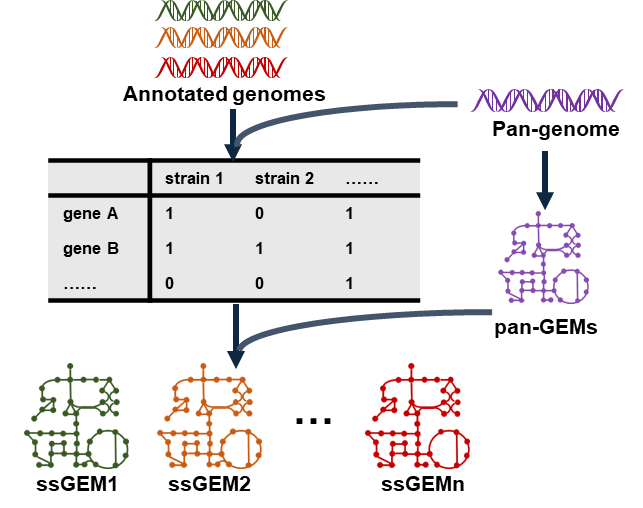 Annotated genomes
Pan-genome
strain 1 strain 2 ......
gene A 1 0 1
gene B 1 1 1
...... 0 0 1
pan-GEMs
...
ssGEM1 ssGEM2 ssGEMn